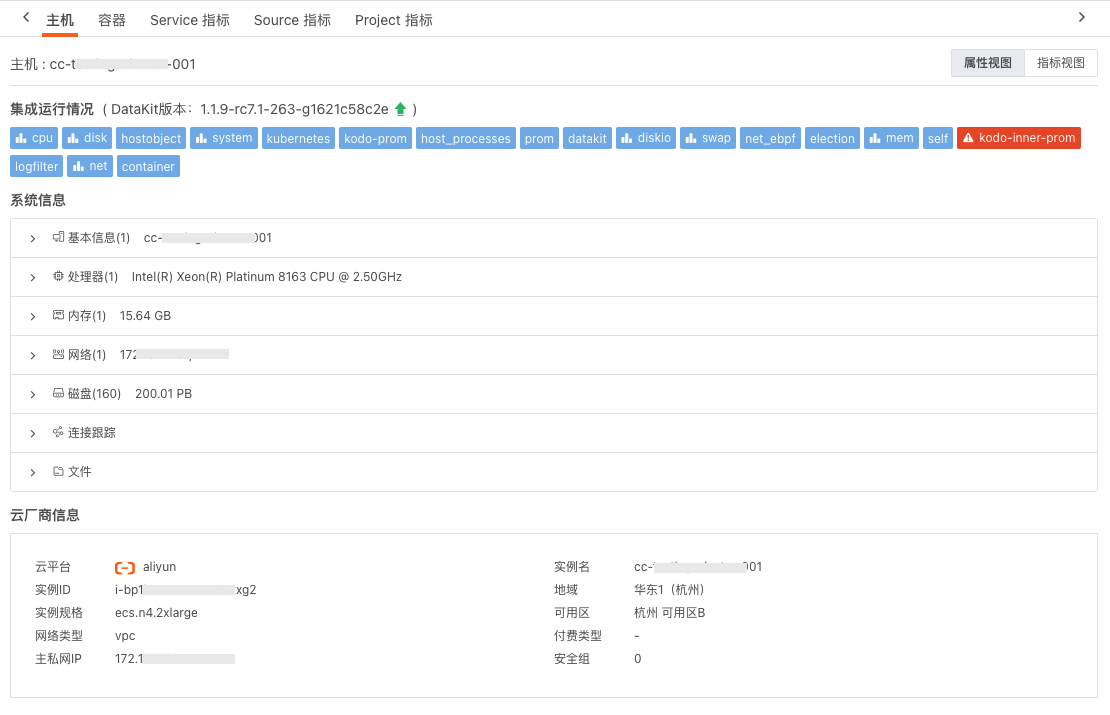 主机 容器 Service 指标 Source 指标 Project 指标
主机 : cc-t -001 属性视图 指标视图
集成运行情况 ( DataKit版本: 1.1.9-rc7.1-263-g1621c58c2e )
cpu disk hostobject system kubernetes kodo-prom host_processes prom datakit diskio swap net_ebpf election mem self kodo-inner-prom
logfilter net container
系统信息
基本信息(1) cc- 001
处理器(1) Intel(R) Xeon(R) Platinum 8163 CPU @ 2.50GHz
内存(1) 15.64 GB
网络(1) 172
磁盘(160) 200.01 PB
连接跟踪
文件
云厂商信息
云平台 aliyun 实例名 cc- 001
实例ID i-bp1 xg2 地域 华东1（杭州）
实例规格 ecs.n4.2xlarge 可用区 杭州 可用区B
网络类型 vpc 付费类型 -
主私网IP 172.1 安全组 0